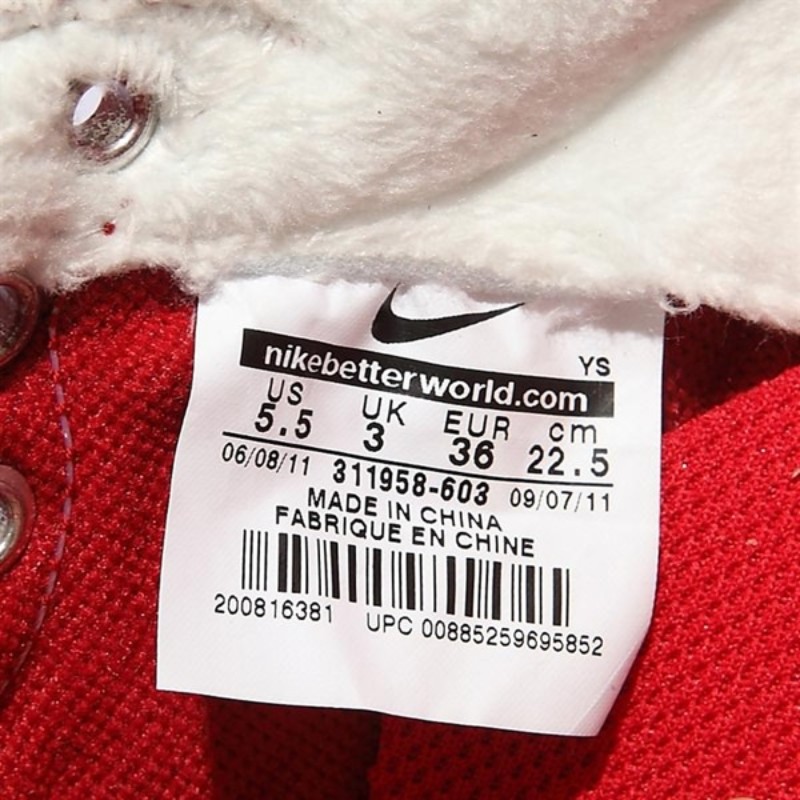 YS
nikebetterworld.com
US UK EUR cm
5.5 3 36 22.5
06/08/11 311958-603 09/07/11
MADE IN CHINA
FABRIQUE EN CHINE
200816381 UPC 00885259695852